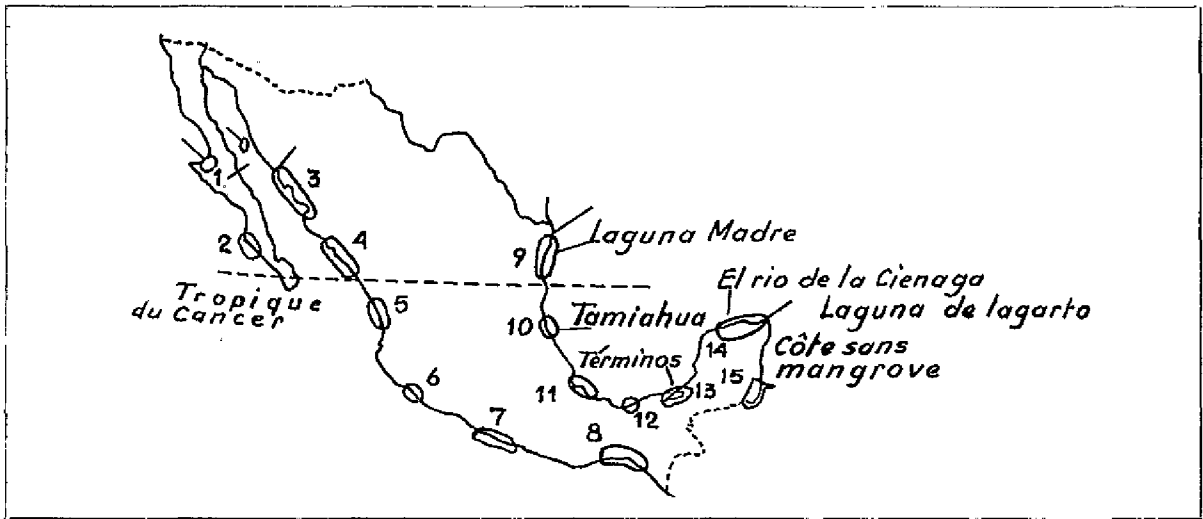 1
2
3
4
5
6
7
8
9
Laguna Madre
Tropique
du Cancer
10
Tamiahua
El rio de la Cienaga
Laguna de lagarto
Côte sans
mangrove
Términos
11
12
13
14
15